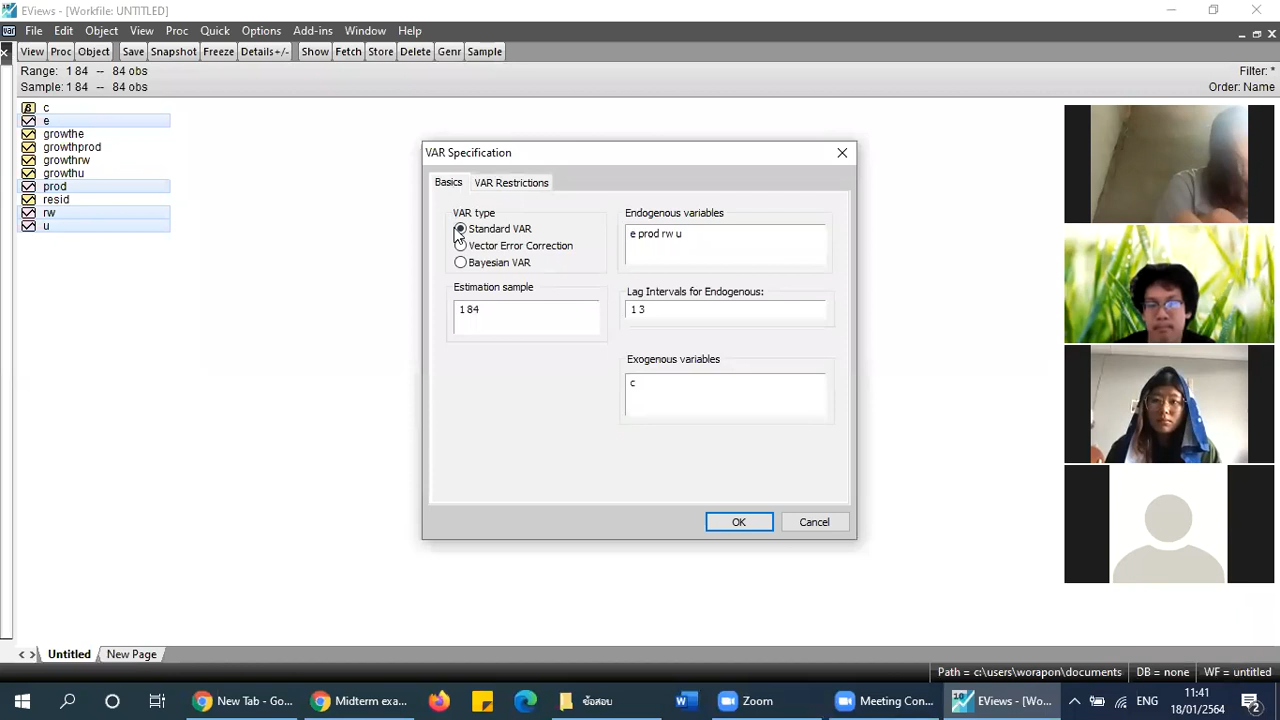 EViews - [Workfile: UNTITLED]
File Edit Object View Proc Quick Options Add-ins Window Help
View Proc Object Save Snapshot Freeze Details+/- Show Fetch Store Delete Genr Sample
Range: 1 84 -- 84 obs
Filter: *
Sample: 1 84 -- 84 obs
Order: Name
c
e
growthe
growthprod
growthrw
growthu
prod
resid
rw
u
VAR Specification
Basics VAR Restrictions
VAR type
Standard VAR
Vector Error Correction
Bayesian VAR
Endogenous variables
e prod rw u
Estimation sample
1 84
Lag Intervals for Endogenous:
1 3
Exogenous variables
c
OK Cancel
Untitled New Page
Path = c:\users\worapon\documents DB = none WF = untitled
New Tab - Go... Midterm exa... ข้อสอบ Zoom Meeting Con... EViews - [Wo... ENG 11:41
18/01/2564 2